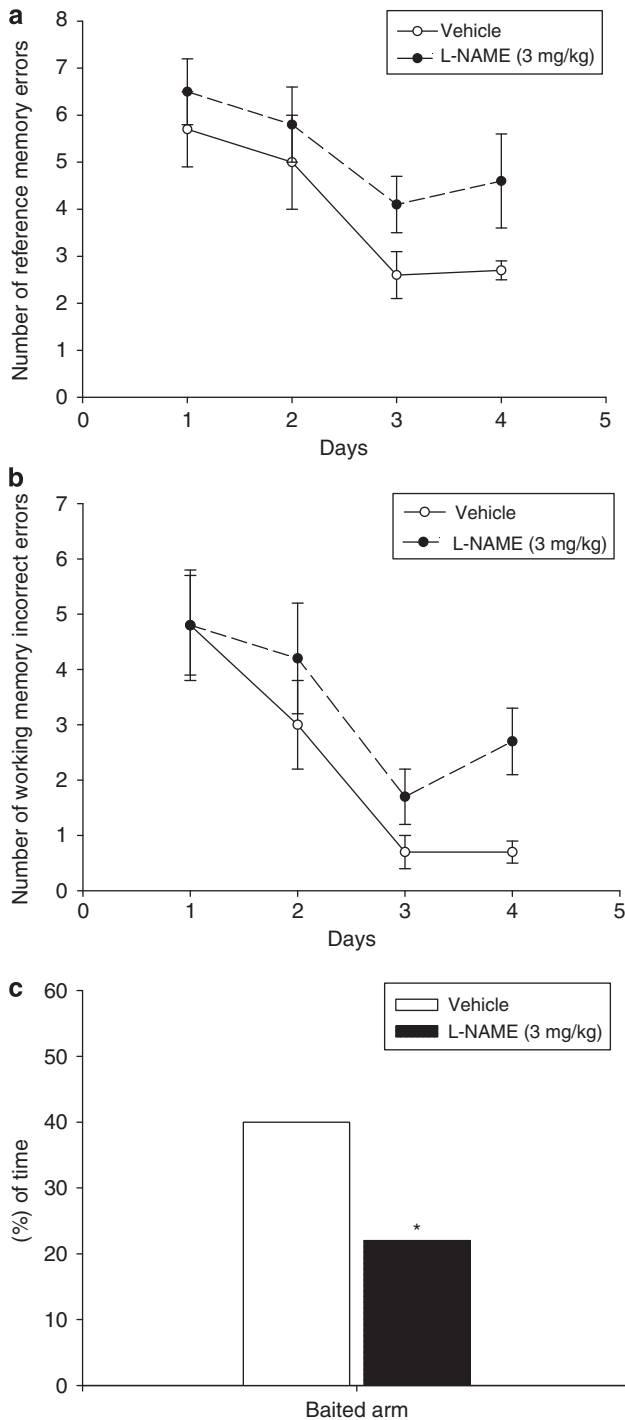 a
Vehicle
L-NAME (3 mg/kg)
Number of reference memory errors
8
7
6
5
4
3
2
1
0
0 1 2 3 4 5
Days
b
Vehicle
L-NAME (3 mg/kg)
Number of working memory incorrect errors
7
6
5
4
3
2
1
0
0 1 2 3 4 5
Days
c
Vehicle
L-NAME (3 mg/kg)
(%) of time
60
50
40
30
20
10
0
*
Baited arm